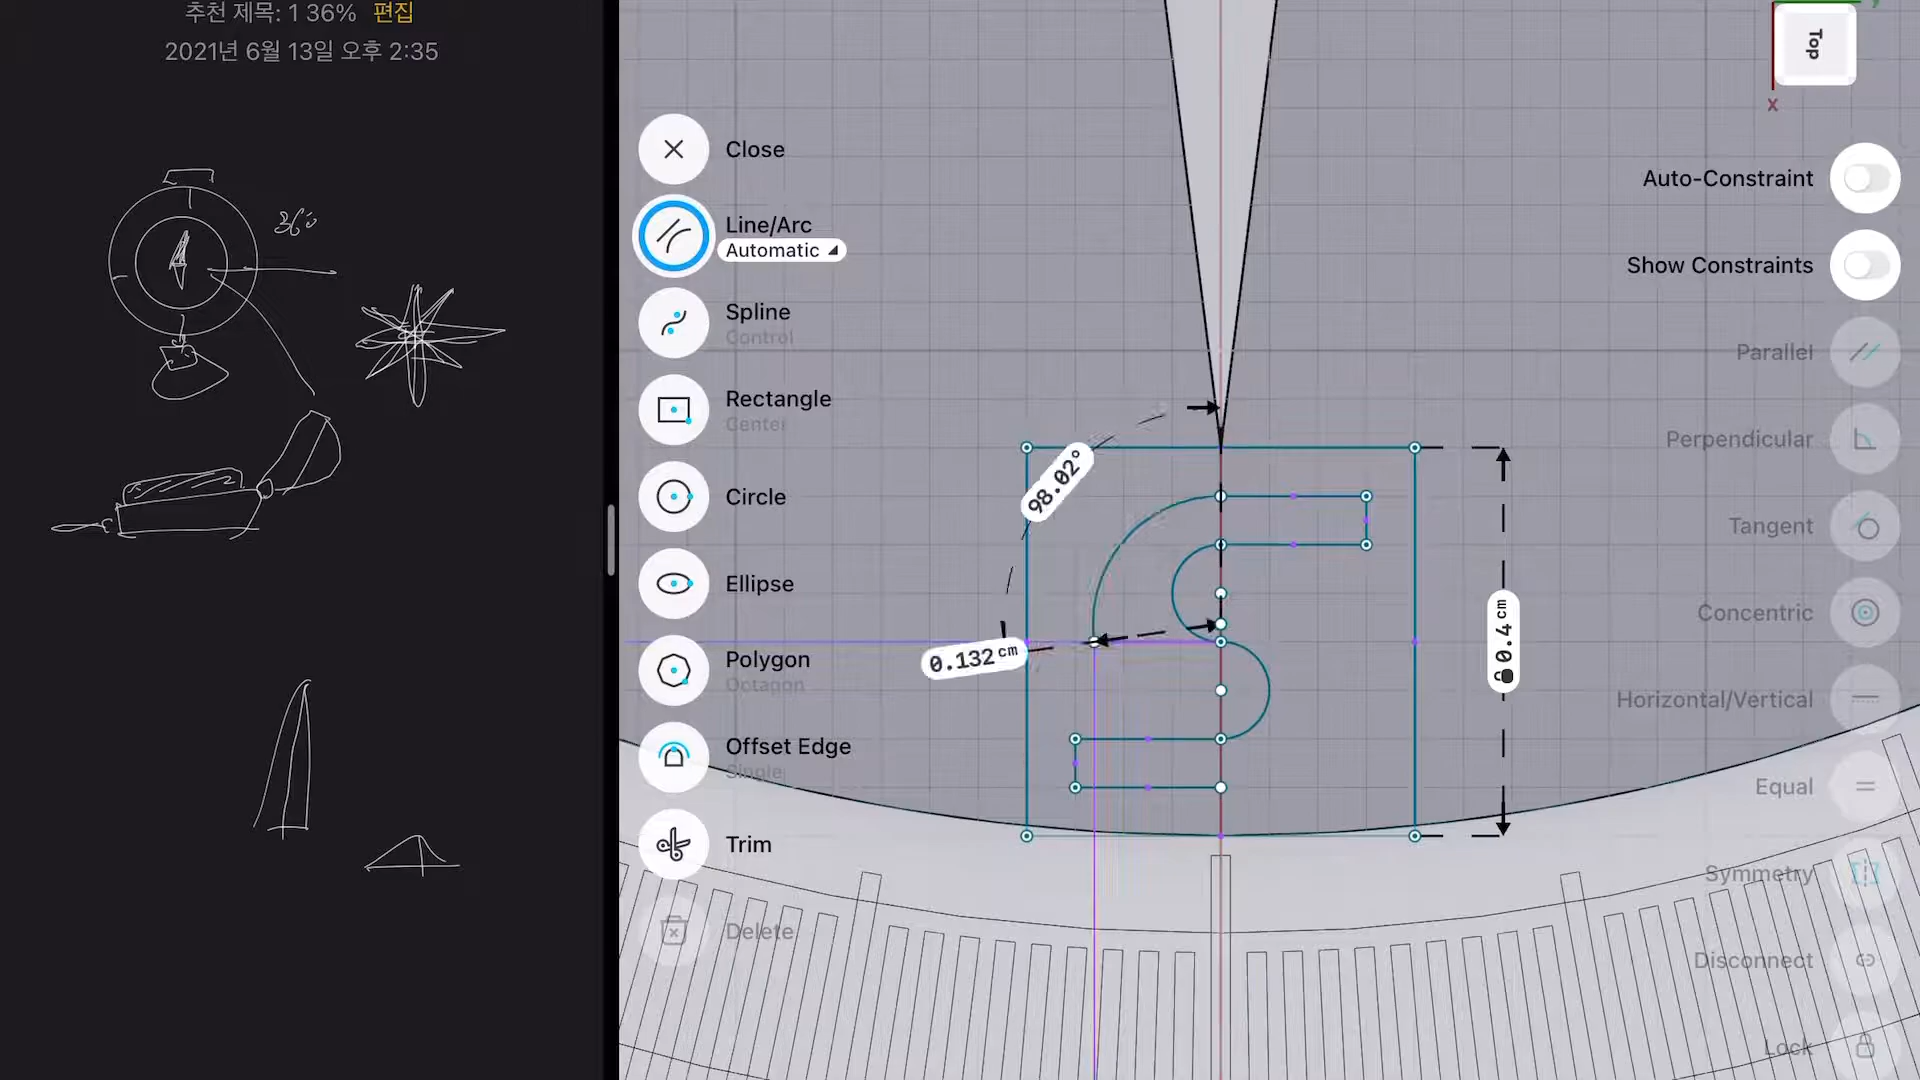 추천 제목: 1 36% 편집
2021년 6월 13일 오후 2:35
360
Close
Line/Arc
Automatic
Spline
Control
Rectangle
Center
Circle
Ellipse
Polygon
Octagon
Offset Edge
Single
Trim
Delete
98.02°
0.132 cm
0.4 cm
Top
x
Auto-Constraint
Show Constraints
Parallel
Perpendicular
Tangent
Concentric
Horizontal/Vertical
Equal
Symmetry
Disconnect
Lock